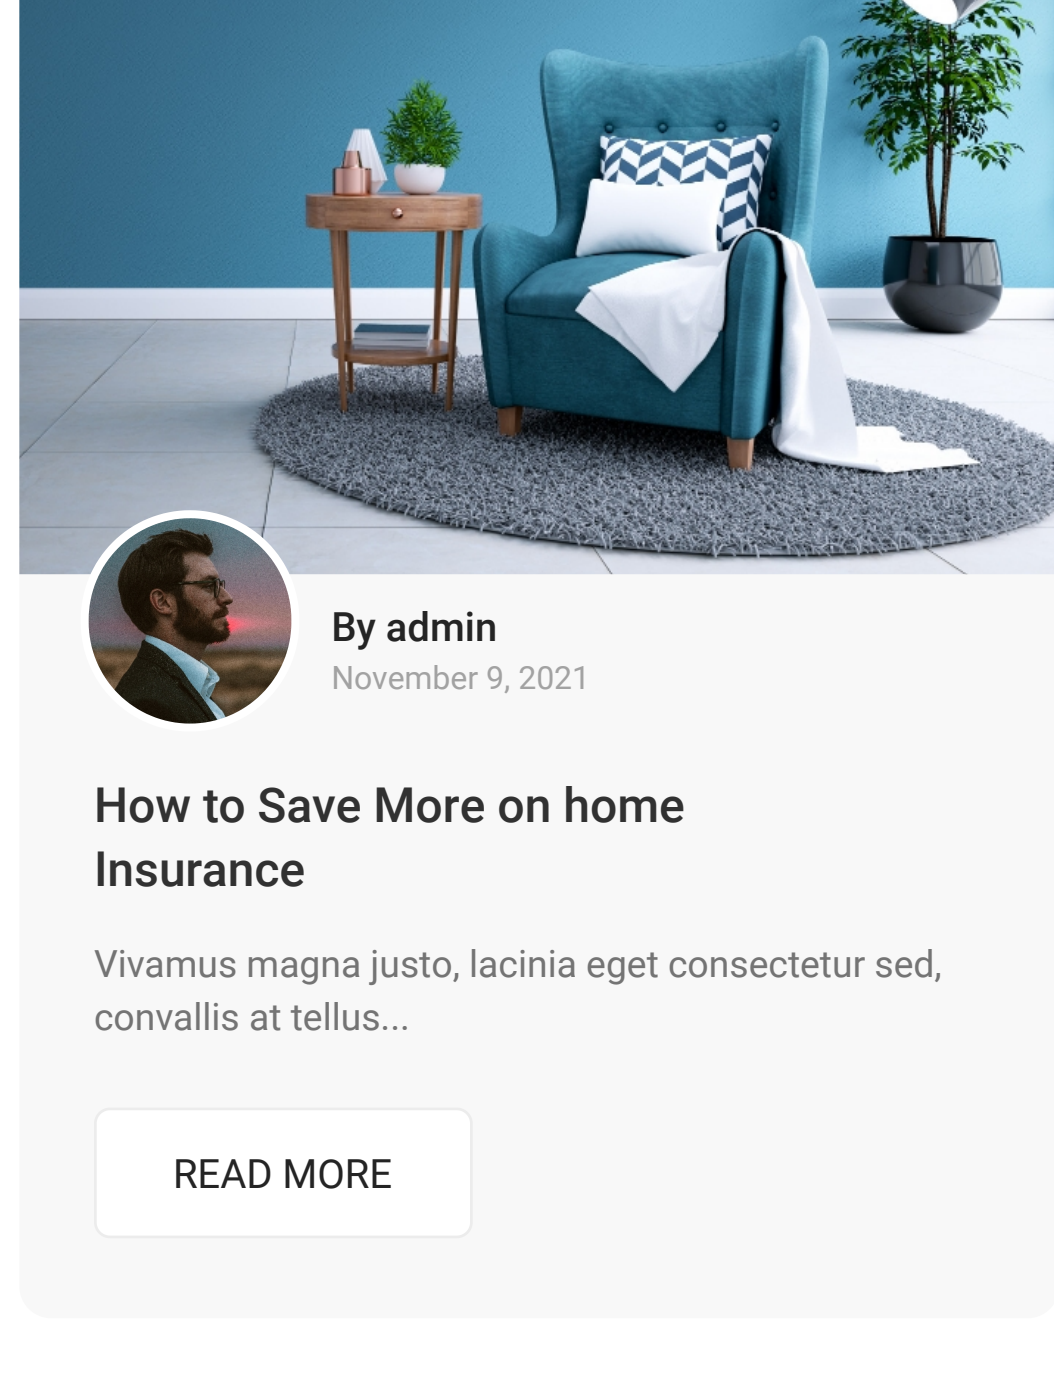 By admin
November 9, 2021
How to Save More on home
Insurance
Vivamus magna justo, lacinia eget consectetur sed,
convallis at tellus...
READ MORE